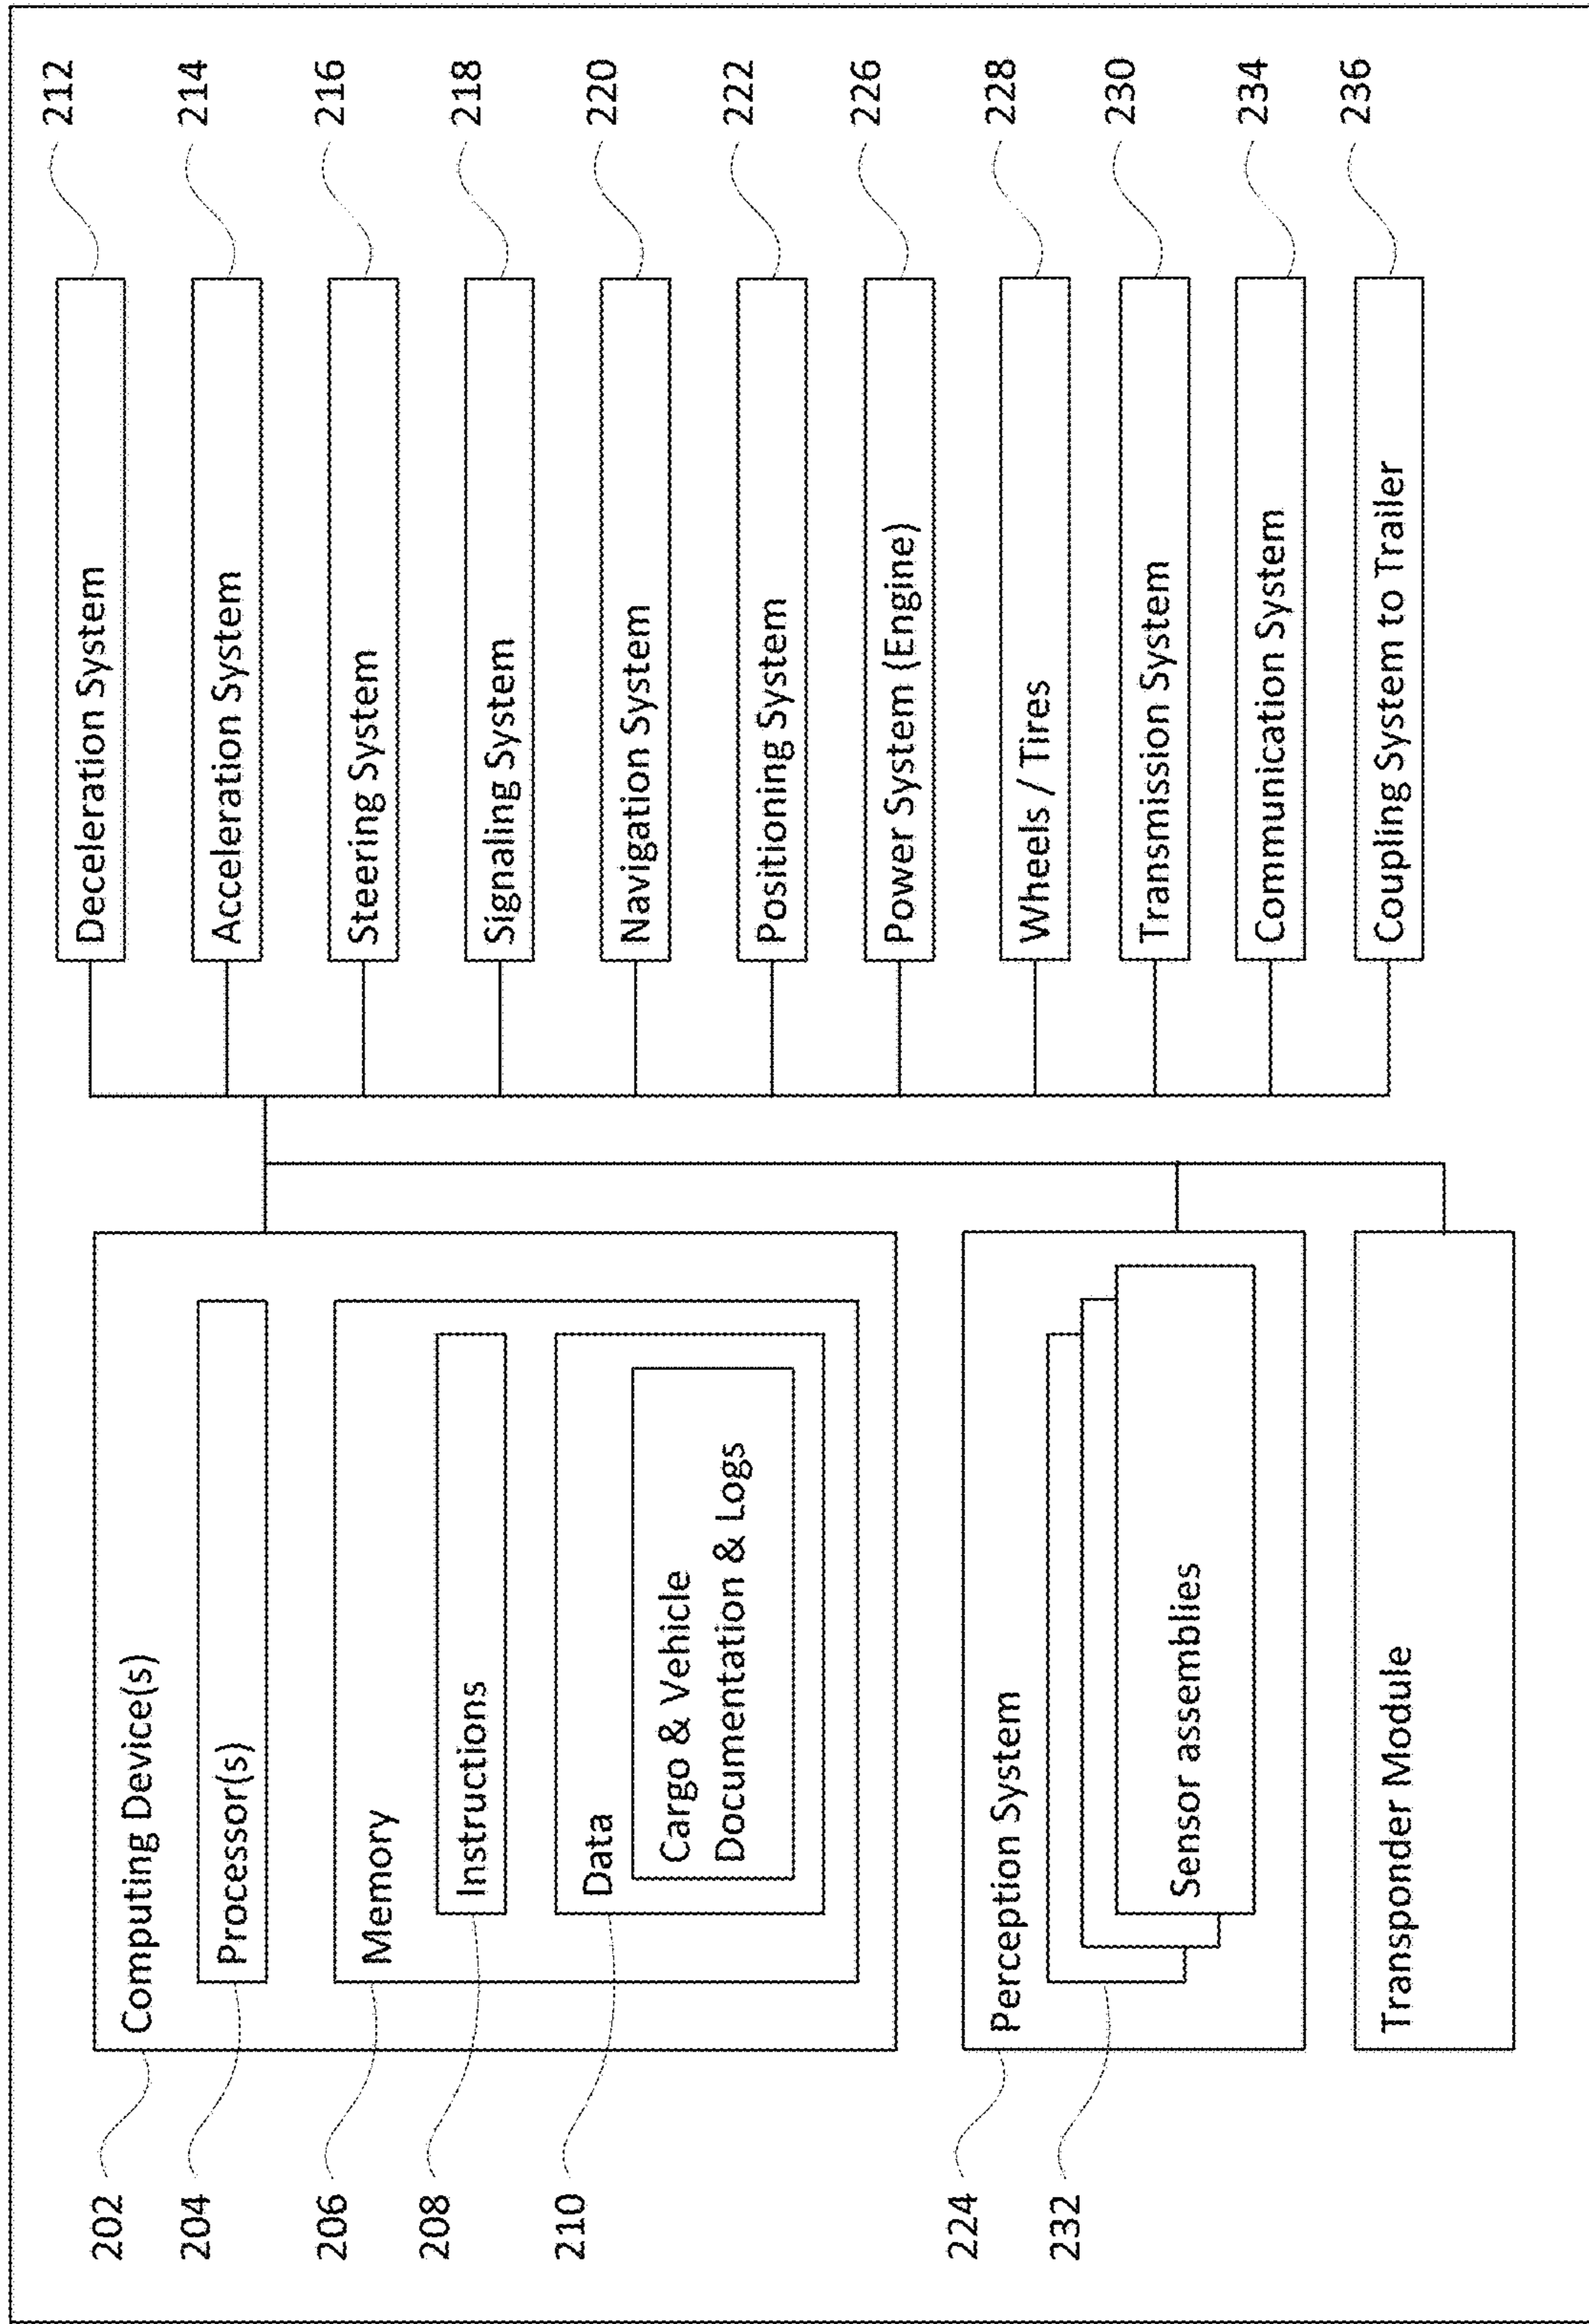 202
Computing Device(s)
204
Processor(s)
206
Memory
208
Instructions
210
Data
Cargo & Vehicle
Documentation & Logs
224
Perception System
232
Sensor assemblies
Transponder Module
Deceleration System
212
Acceleration System
214
Steering System
216
Signaling System
218
Navigation System
220
Positioning System
222
Power System (Engine)
226
Wheels / Tires
228
Transmission System
230
Communication System
234
Coupling System to Trailer
236